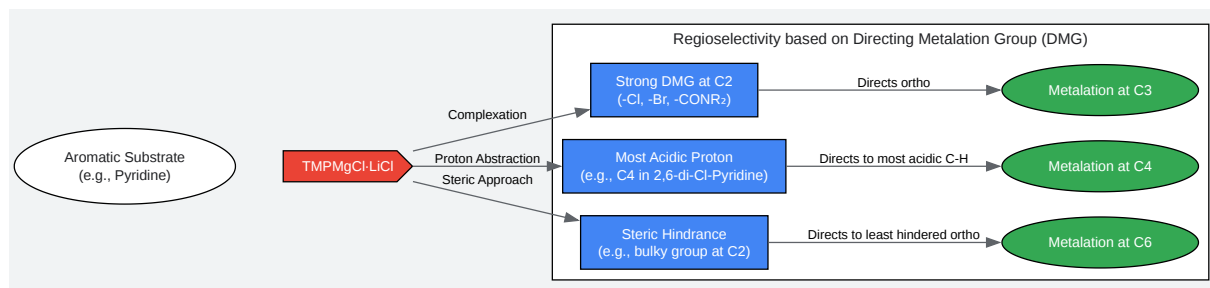 Regioselectivity based on Directing Metalation Group (DMG)
Aromatic Substrate
(e.g., Pyridine)
TMPMgCl·LiCl
Complexation
Proton Abstraction
Steric Approach
Strong DMG at C2
(-Cl, -Br, -CONR₂)
Directs ortho
Metalation at C3
Most Acidic Proton
(e.g., C4 in 2,6-di-Cl-Pyridine)
Directs to most acidic C-H
Metalation at C4
Steric Hindrance
(e.g., bulky group at C2)
Directs to least hindered ortho
Metalation at C6